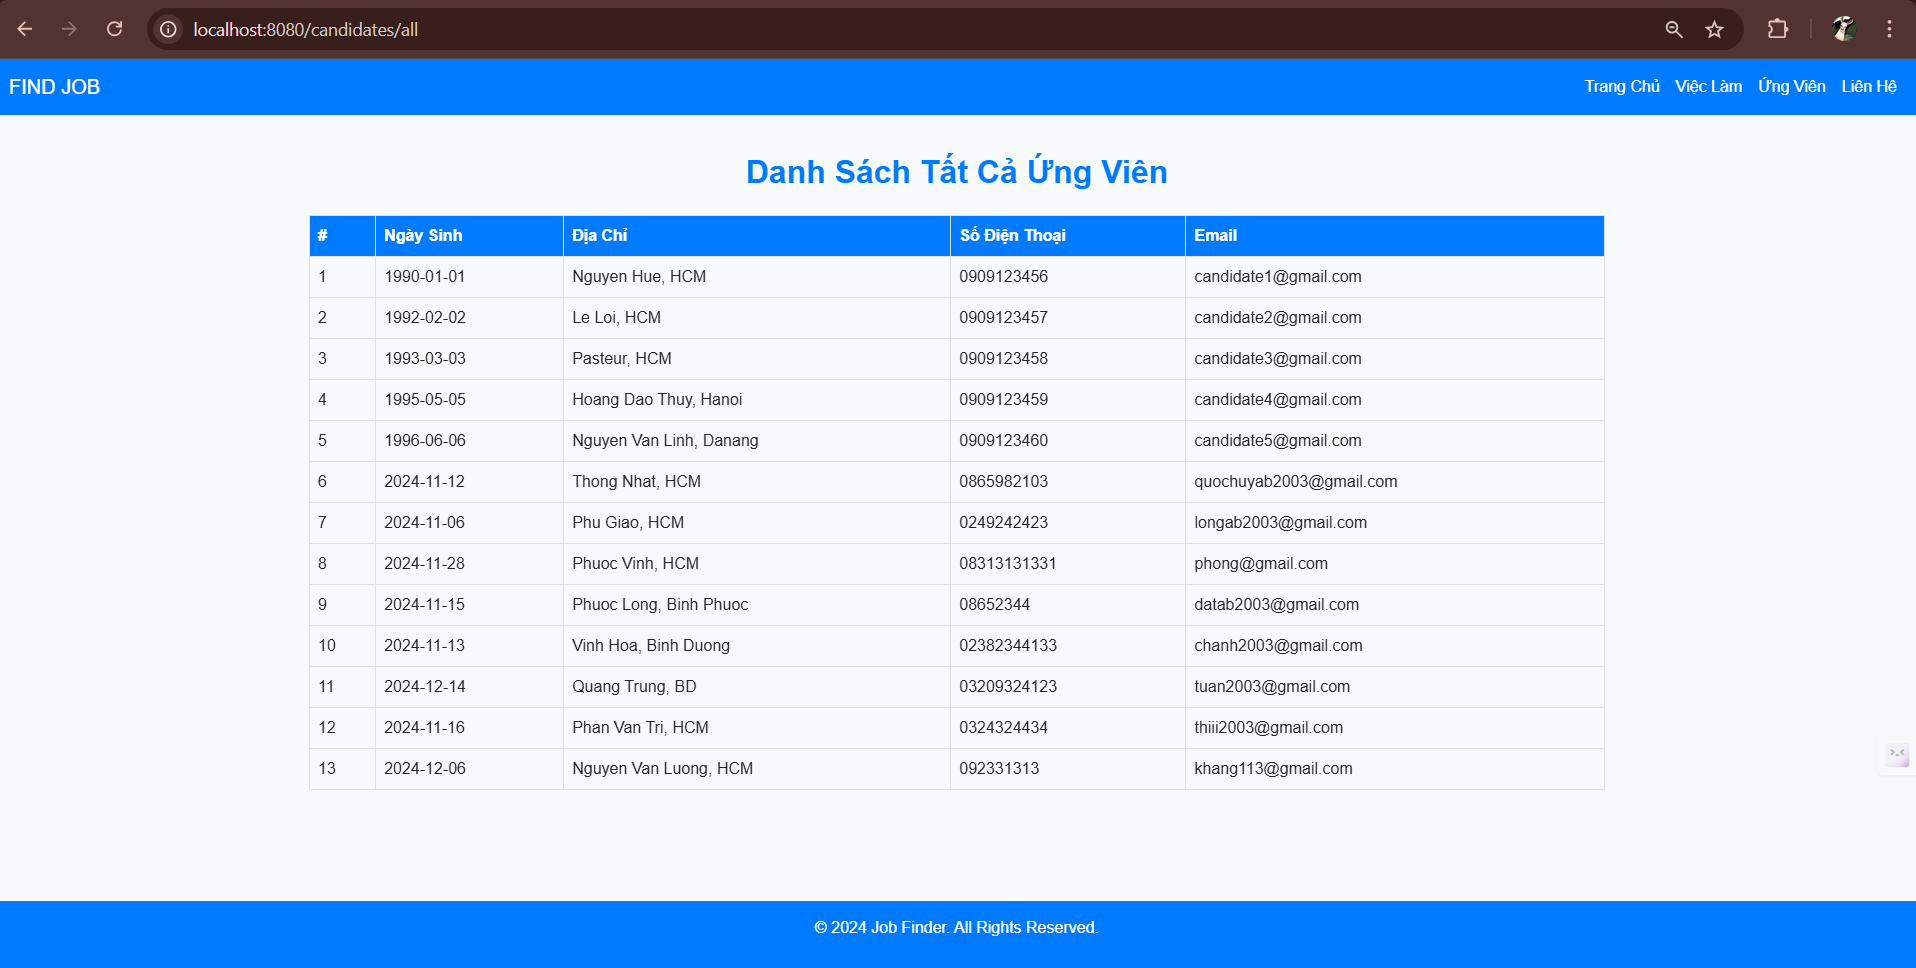 localhost:8080/candidates/all
FIND JOB Trang Chủ Việc Làm Ứng Viên Liên Hệ
Danh Sách Tất Cả Ứng Viên
# Ngày Sinh Địa Chỉ Số Điện Thoại Email
1 1990-01-01 Nguyen Hue, HCM 0909123456 candidate1@gmail.com
2 1992-02-02 Le Loi, HCM 0909123457 candidate2@gmail.com
3 1993-03-03 Pasteur, HCM 0909123458 candidate3@gmail.com
4 1995-05-05 Hoang Dao Thuy, Hanoi 0909123459 candidate4@gmail.com
5 1996-06-06 Nguyen Van Linh, Danang 0909123460 candidate5@gmail.com
6 2024-11-12 Thong Nhat, HCM 0865982103 quochuyab2003@gmail.com
7 2024-11-06 Phu Giao, HCM 0249242423 longab2003@gmail.com
8 2024-11-28 Phuoc Vinh, HCM 08313131331 phong@gmail.com
9 2024-11-15 Phuoc Long, Binh Phuoc 08652344 datab2003@gmail.com
10 2024-11-13 Vinh Hoa, Binh Duong 02382344133 chanh2003@gmail.com
11 2024-12-14 Quang Trung, BD 03209324123 tuan2003@gmail.com
12 2024-11-16 Phan Van Tri, HCM 0324324434 thiii2003@gmail.com
13 2024-12-06 Nguyen Van Luong, HCM 092331313 khang113@gmail.com
© 2024 Job Finder. All Rights Reserved.